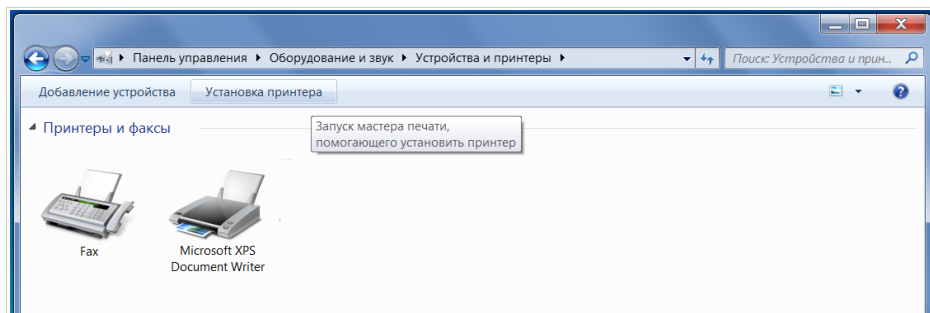 Панель управления Оборудование и звук Устройства и принтеры
Поиск: Устройства и прин...
Добавление устройства Установка принтера
Принтеры и факсы
Запуск мастера печати,
помогающего установить принтер
Fax
Microsoft XPS
Document Writer